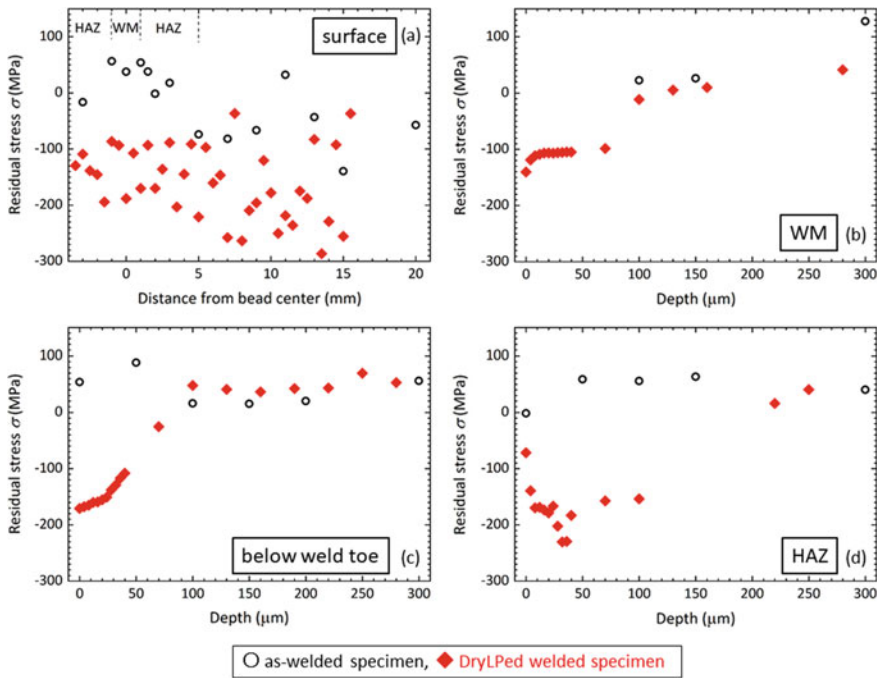 HAZ WM HAZ
surface (a)
100
0
-100
-200
-300
Residual stress σ (MPa)
0 5 10 15 20
Distance from bead center (mm)
100
0
-100
-200
-300
Residual stress σ (MPa)
WM (b)
0 50 100 150 200 250 300
Depth (μm)
100
0
-100
-200
-300
Residual stress σ (MPa)
below weld toe (c)
0 50 100 150 200 250 300
Depth (μm)
100
0
-100
-200
-300
Residual stress σ (MPa)
HAZ (d)
0 50 100 150 200 250 300
Depth (μm)
as-welded specimen, DryLPed welded specimen